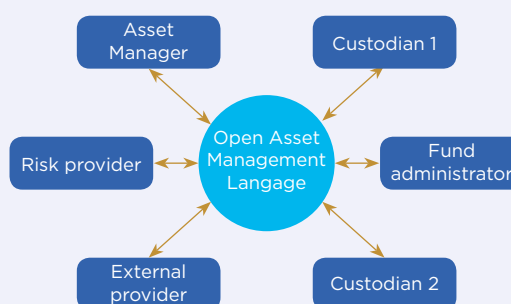 Asset
Manager
Custodian 1
Open Asset
Management
Langage
Risk provider
Fund
administrator
External
provider
Custodian 2